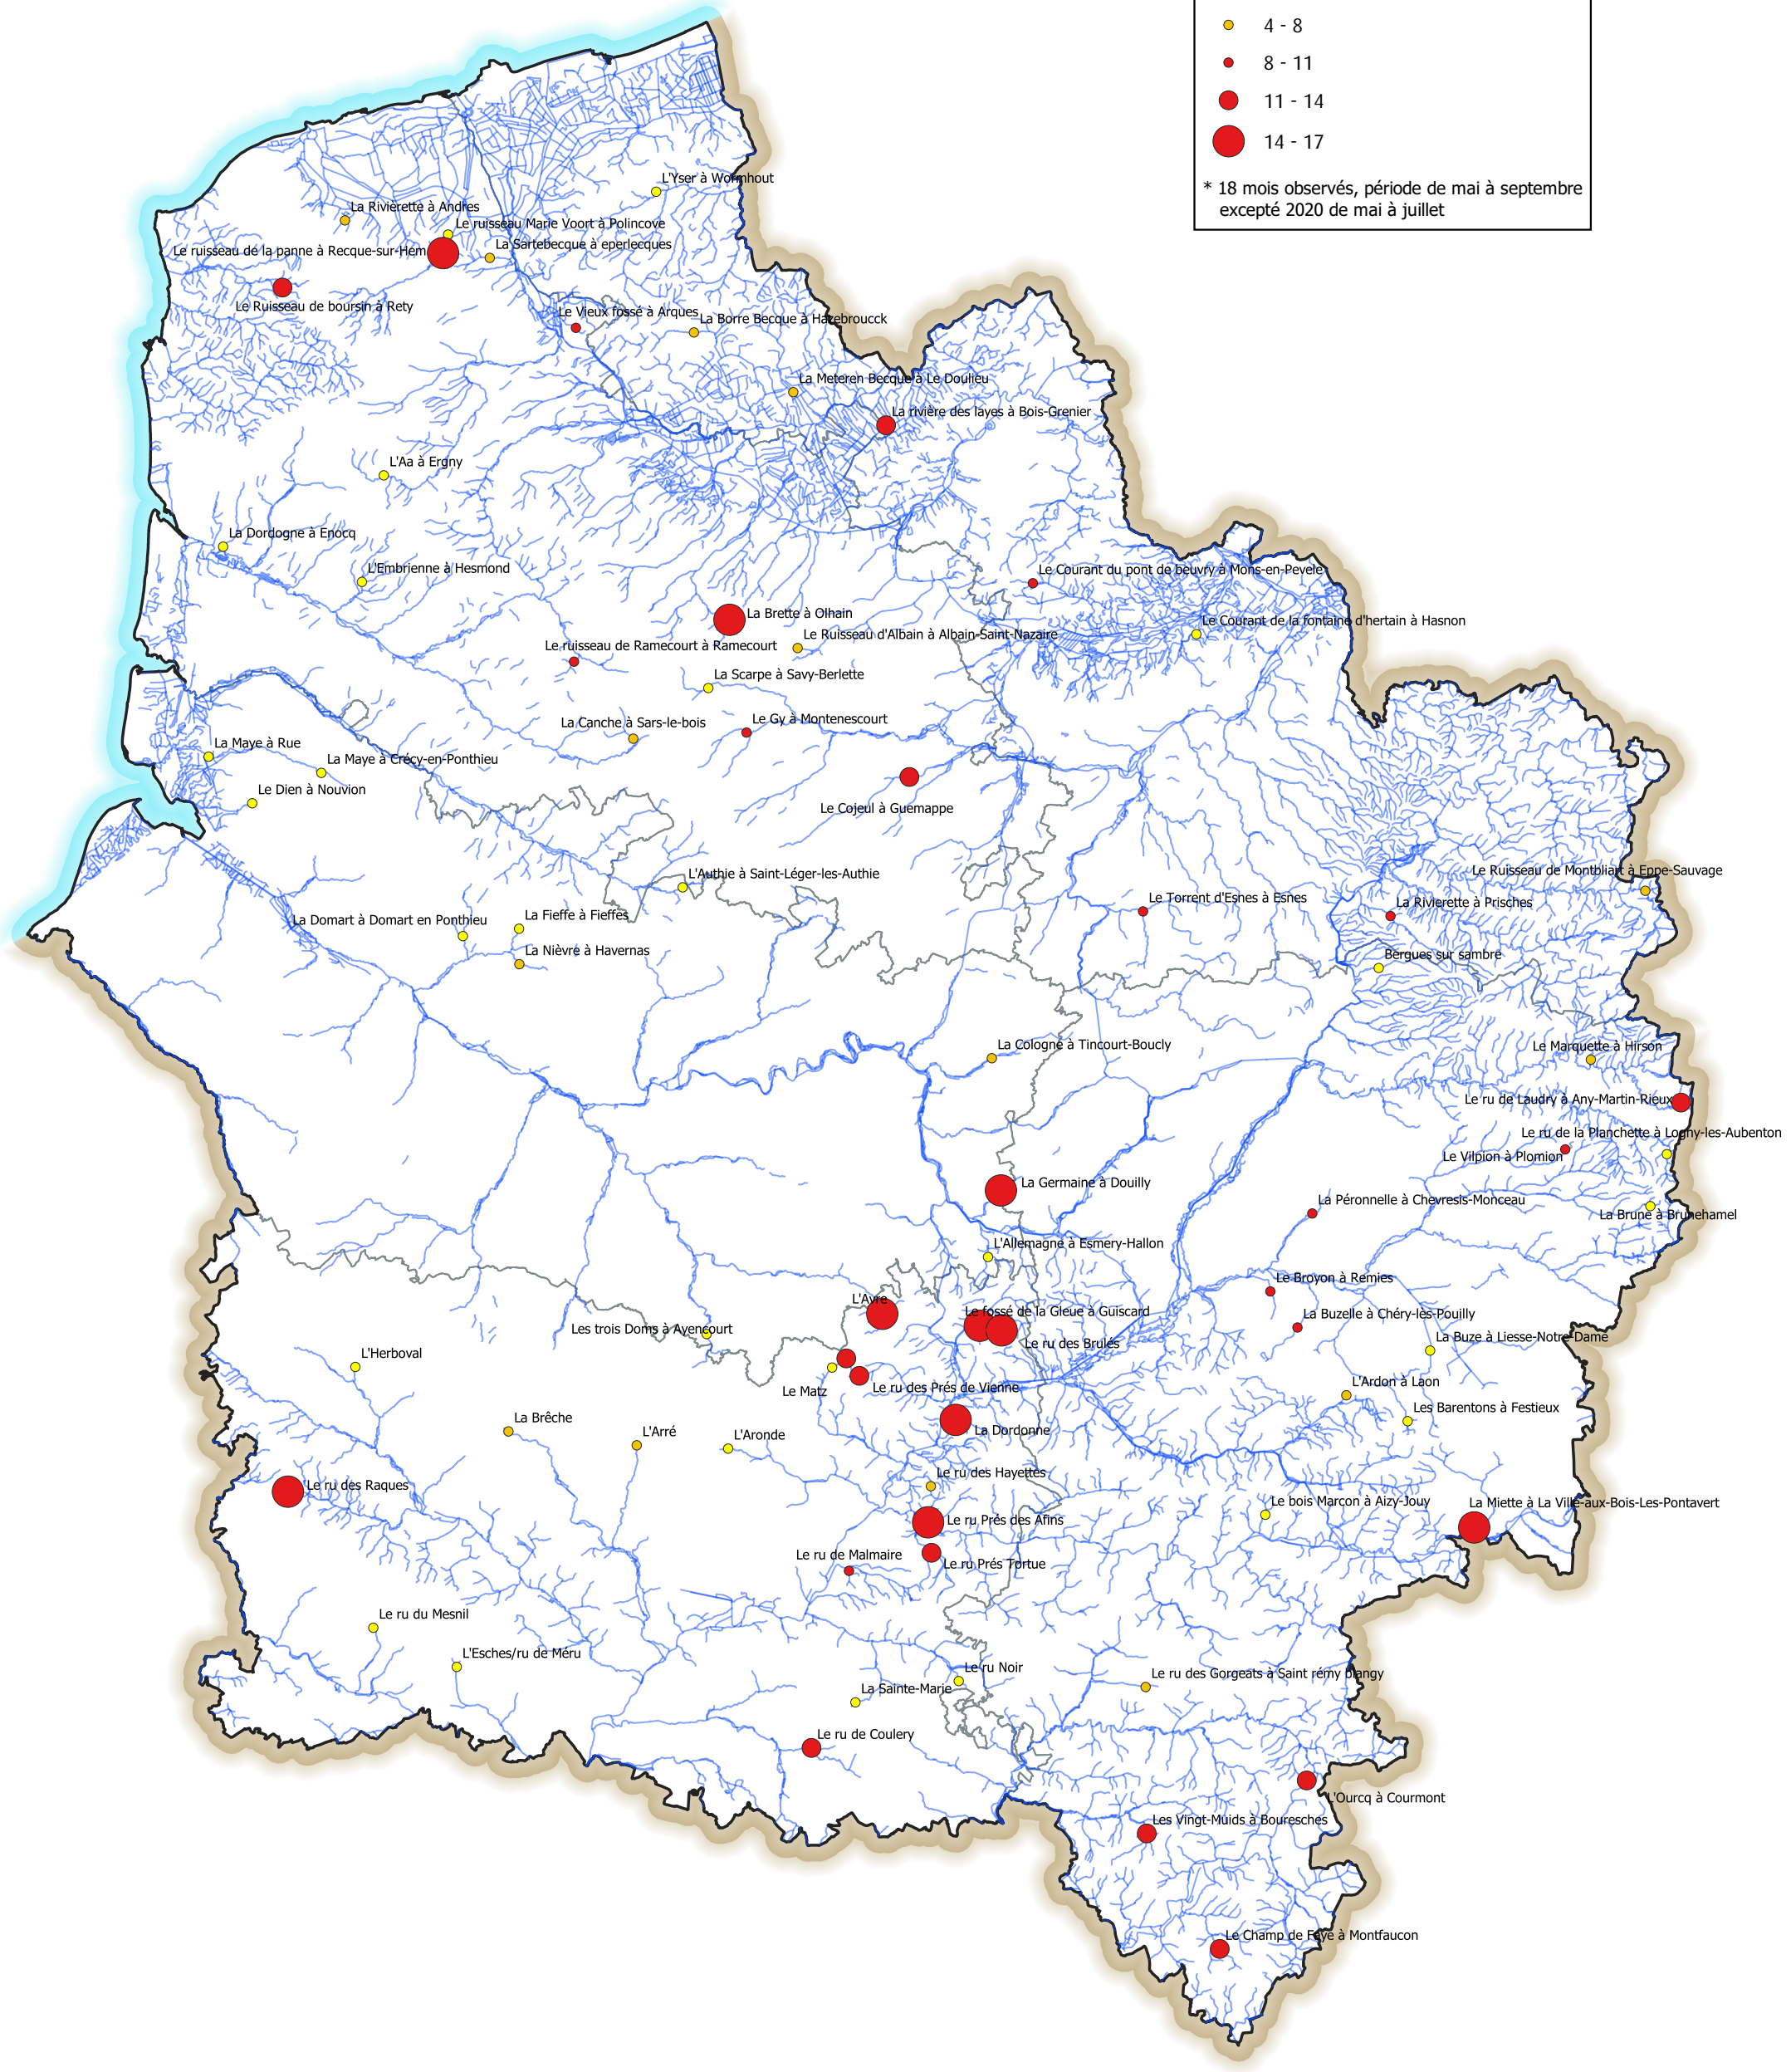 4 - 8
8 - 11
11 - 14
14 - 17
* 18 mois observés, période de mai à septembre
excepté 2020 de mai à juillet
L'Yser à Wormhout
La Rivierette à Andres
Le ruisseau Marie Voort à Polincove
La Sartebecque à eperlecques
Le ruisseau de la panne à Recque-sur-Hem
Le Ruisseau de boursin à Rety
Le Vieux fossé à Arques
La Borre Becque à Hazebroucck
La Meteren Becque à Le Doulieu
La rivière des layes à Bois-Grenier
L'Aa à Ergny
La Dordogne à Enocq
L'Embrienne à Hesmond
Le Courant du pont de beuvry à Mons-en-Pevele
La Brette à Olhain
Le Courant de la fontaine d'hertain à Hasnon
Le Ruisseau d'Albain à Albain-Saint-Nazaire
Le ruisseau de Ramecourt à Ramecourt
La Scarpe à Savy-Berlette
La Canche à Sars-le-bois
Le Gy à Montenescourt
La Maye à Rue
La Maye à Crécy-en-Ponthieu
Le Dien à Nouvion
Le Cojeul à Guemappe
L'Authie à Saint-Léger-les-Authie
Le Ruisseau de Montbliart à Eppe-Sauvage
Le Torrent d'Esnes à Esnes
La Rivierette à Prisches
La Domart à Domart en Ponthieu
La Fieffe à Fieffes
La Nièvre à Havernas
Bergues sur sambre
La Cologne à Tincourt-Boucly
Le Marquette à Hirson
Le ru de Laudry à Any-Martin-Rieux
Le ru de la Planchette à Logny-les-Aubenton
Le Vilpion à Plomion
La Germaine à Douilly
La Péronnelle à Chevresis-Monceau
La Brune à Brunehamel
L'Allemagne à Esmery-Hallon
Le Broyon à Remies
L'Avre
Le fossé de la Gleue à Guiscard
La Buzelle à Chéry-les-Pouilly
Les trois Doms à Ayencourt
Le ru des Brulés
La Buze à Liesse-Notre-Dame
L'Herboval
Le Matz
Le ru des Prés de Vienne
L'Ardon à Laon
Les Barentons à Festieux
La Brêche
L'Arré
L'Aronde
La Dordonne
Le ru des Hayettes
Le ru des Raques
Le bois Marcon à Aizy-Jouy
La Miette à La Ville-aux-Bois-Les-Pontavert
Le ru Prés des Afins
Le ru de Malmaire
Le ru Prés Tortue
Le ru du Mesnil
L'Esches/ru de Méru
Le ru Noir
Le ru des Gorgeats à Saint rémy blangy
La Sainte-Marie
Le ru de Coulery
L'Ourcq à Courmont
Les Vingt-Muids à Bouresches
Le Champ de Faye à Montfaucon